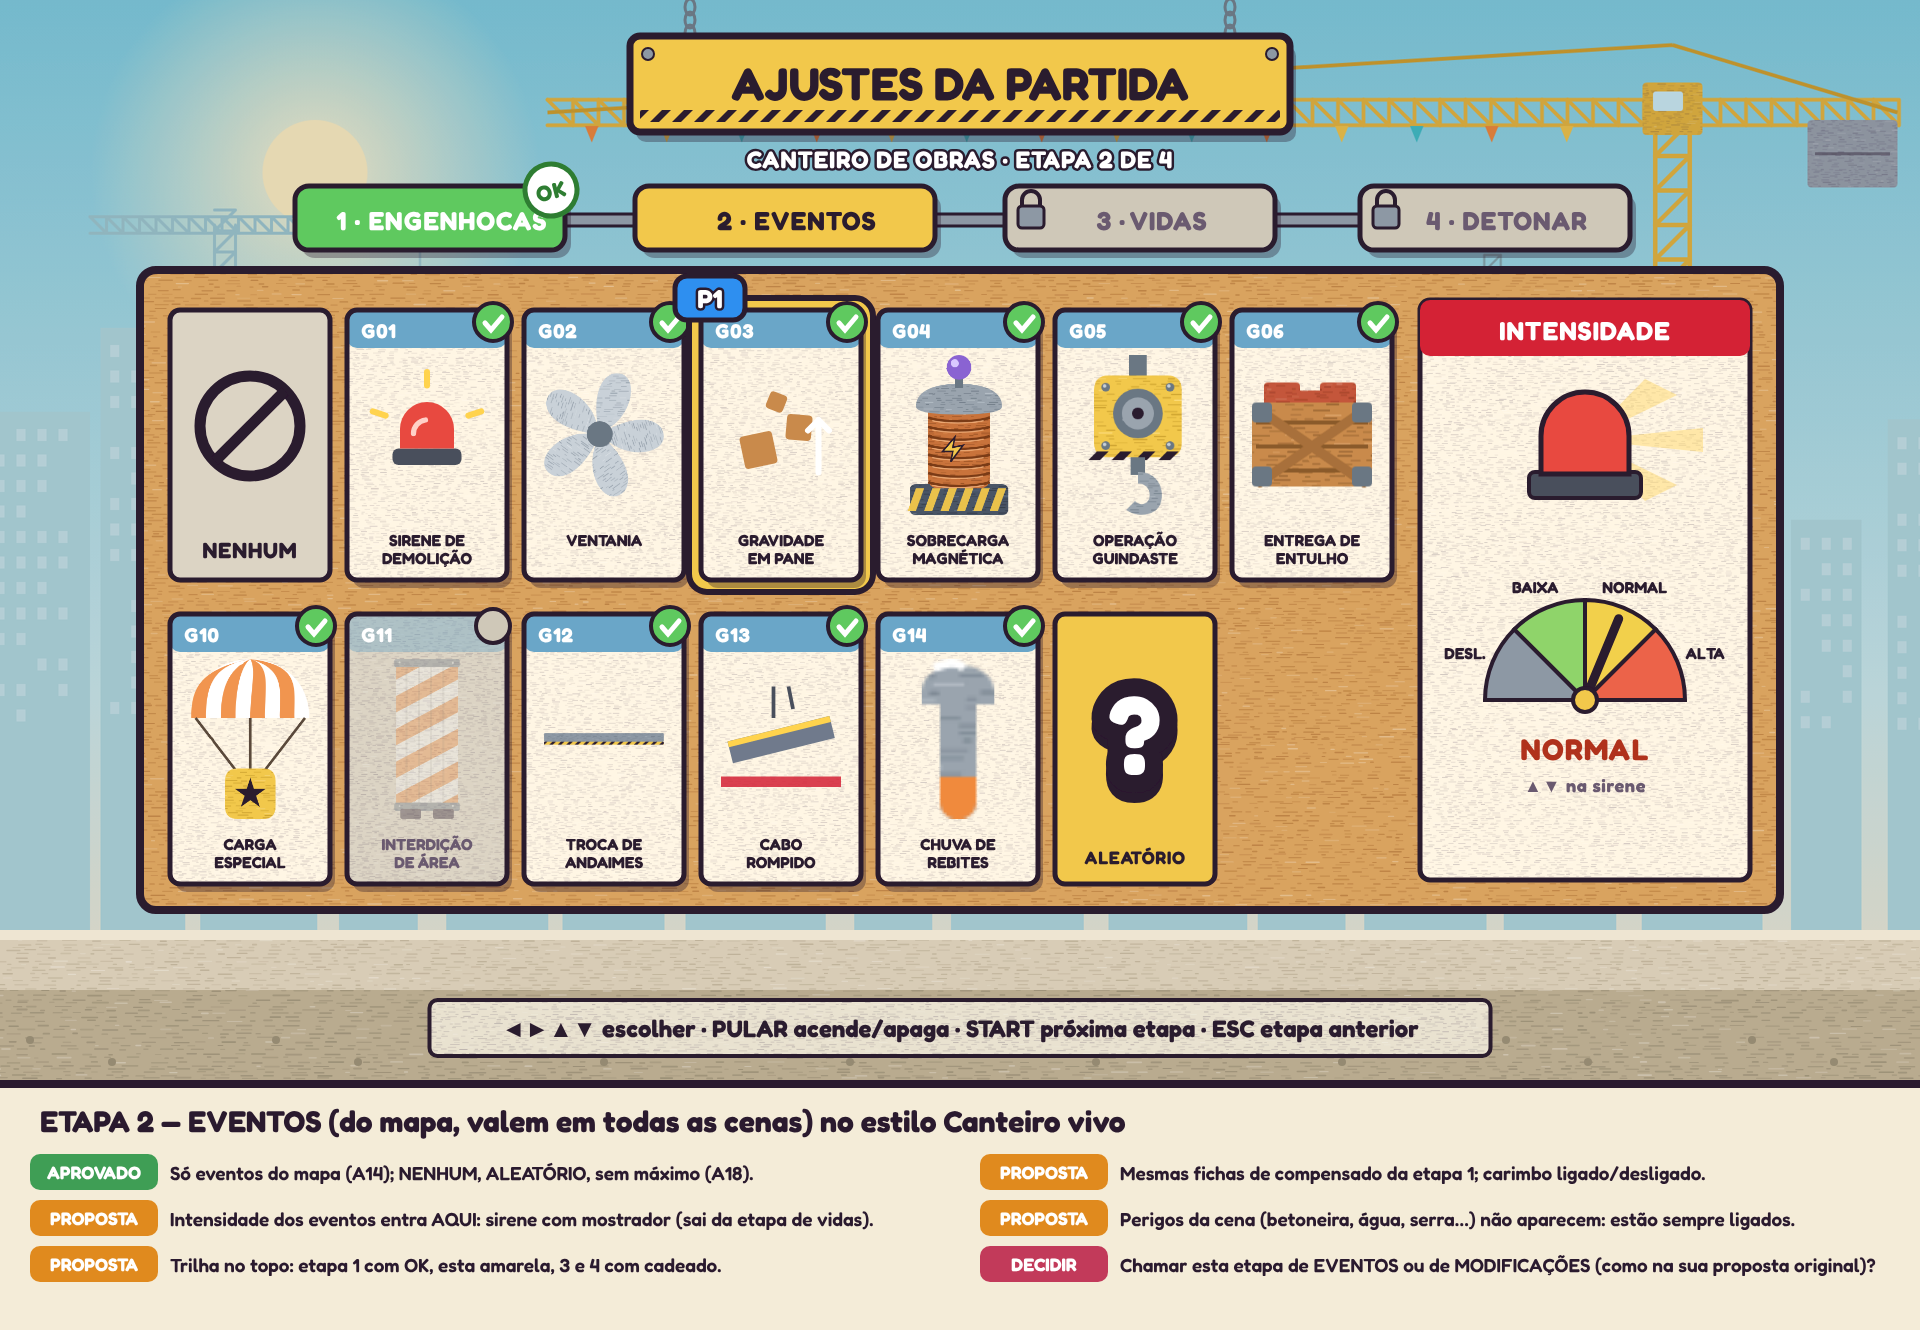 AJUSTES DA PARTIDA
CANTEIRO DE OBRAS · ETAPA 2 DE 4
1 · ENGENHOCAS
OK
2 · EVENTOS
3 · VIDAS
4 · DETONAR
P1
NENHUM
G01
SIRENE DE
DEMOLIÇÃO
G02
VENTANIA
G03
GRAVIDADE
EM PANE
G04
SOBRECARGA
MAGNÉTICA
G05
OPERAÇÃO
GUINDASTE
G06
ENTREGA DE
ENTULHO
G10
CARGA
ESPECIAL
G11
INTERDIÇÃO
DE ÁREA
G12
TROCA DE
ANDAIMES
G13
CABO
ROMPIDO
G14
CHUVA DE
REBITES
?
ALEATÓRIO
INTENSIDADE
BAIXA
NORMAL
DESL.
ALTA
NORMAL
▲ ▼ na sirene
◀ ▶ ▲ ▼ escolher · PULAR acende/apaga · START próxima etapa · ESC etapa anterior
ETAPA 2 — EVENTOS (do mapa, valem em todas as cenas) no estilo Canteiro vivo
APROVADO Só eventos do mapa (A14); NENHUM, ALEATÓRIO, sem máximo (A18).
PROPOSTA Intensidade dos eventos entra AQUI: sirene com mostrador (sai da etapa de vidas).
PROPOSTA Trilha no topo: etapa 1 com OK, esta amarela, 3 e 4 com cadeado.
PROPOSTA Mesmas fichas de compensado da etapa 1; carimbo ligado/desligado.
PROPOSTA Perigos da cena (betoneira, água, serra...) não aparecem: estão sempre ligados.
DECIDIR Chamar esta etapa de EVENTOS ou de MODIFICAÇÕES (como na sua proposta original)?